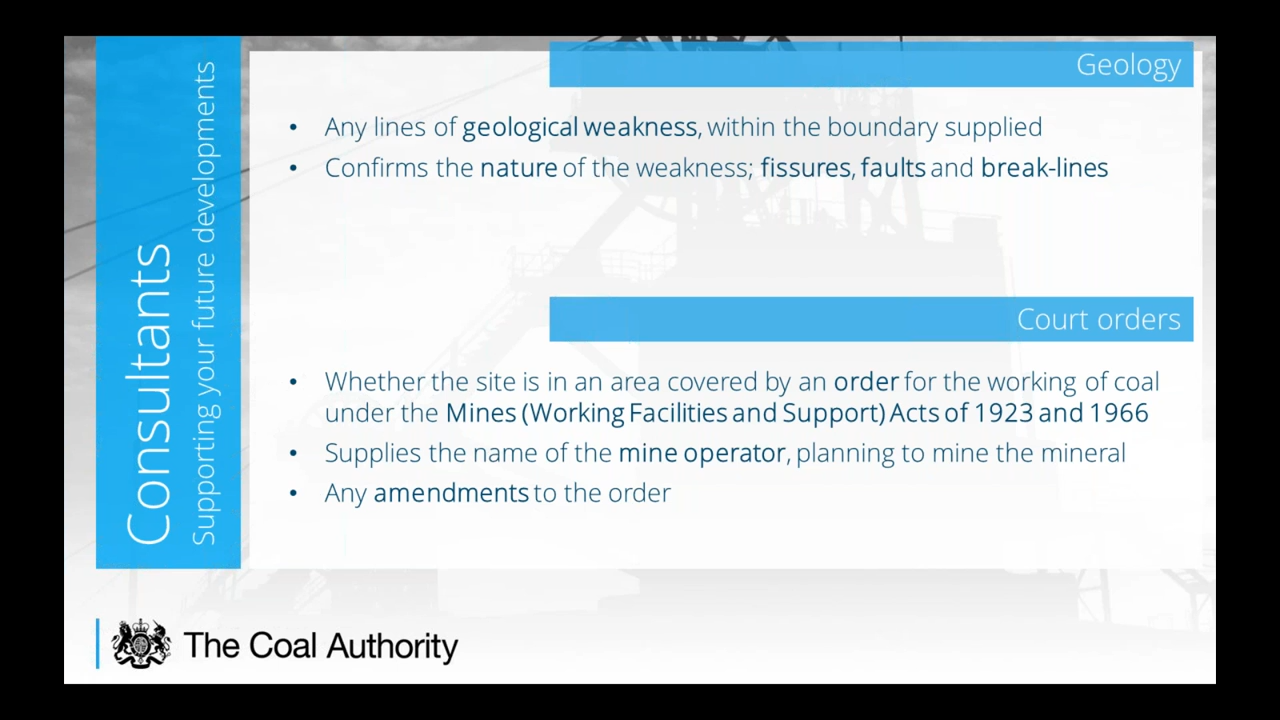 Consultants
Supporting your future developments
Geology
• Any lines of geological weakness, within the boundary supplied
• Confirms the nature of the weakness; fissures, faults and break-lines
Court orders
• Whether the site is in an area covered by an order for the working of coal
under the Mines (Working Facilities and Support) Acts of 1923 and 1966
• Supplies the name of the mine operator, planning to mine the mineral
• Any amendments to the order
The Coal Authority